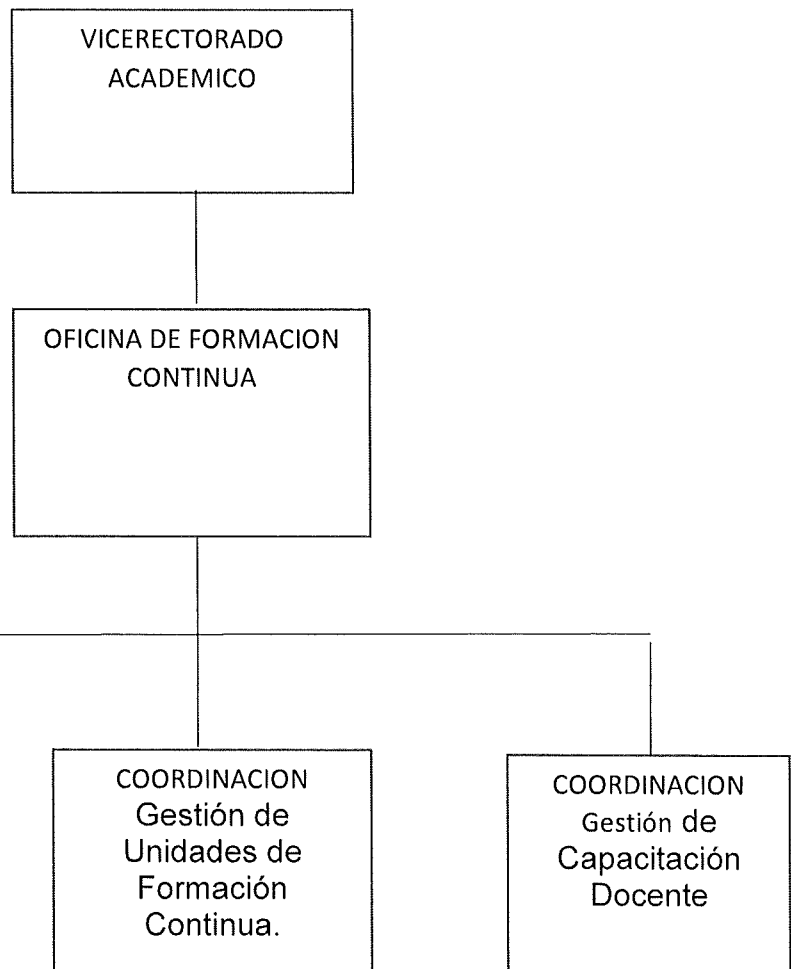 VICERECTORADO
ACADEMICO
OFICINA DE FORMACION
CONTINUA
COORDINACION
Gestión de
Unidades de
Formación
Continua.
COORDINACION
Gestión de
Capacitación
Docente